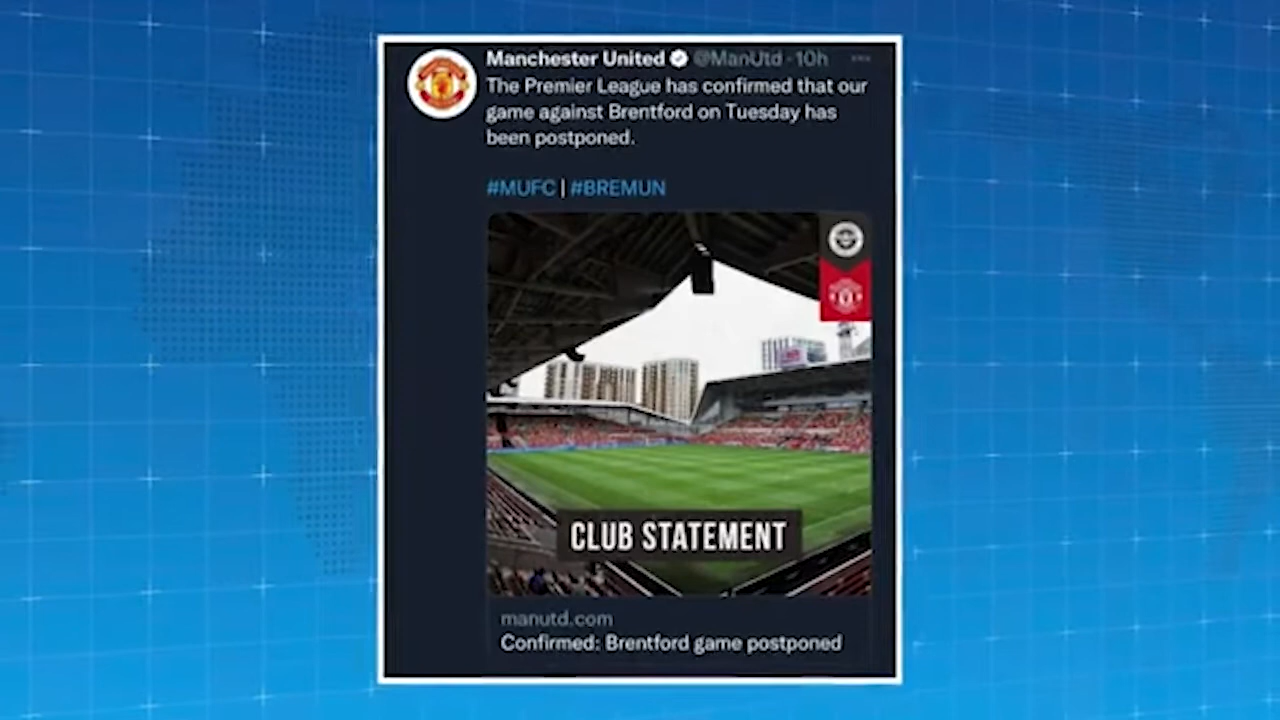 Manchester United @ManUtd · 10h
The Premier League has confirmed that our
game against Brentford on Tuesday has
been postponed.
#MUFC | #BREMUN
CLUB STATEMENT
manutd.com
Confirmed: Brentford game postponed